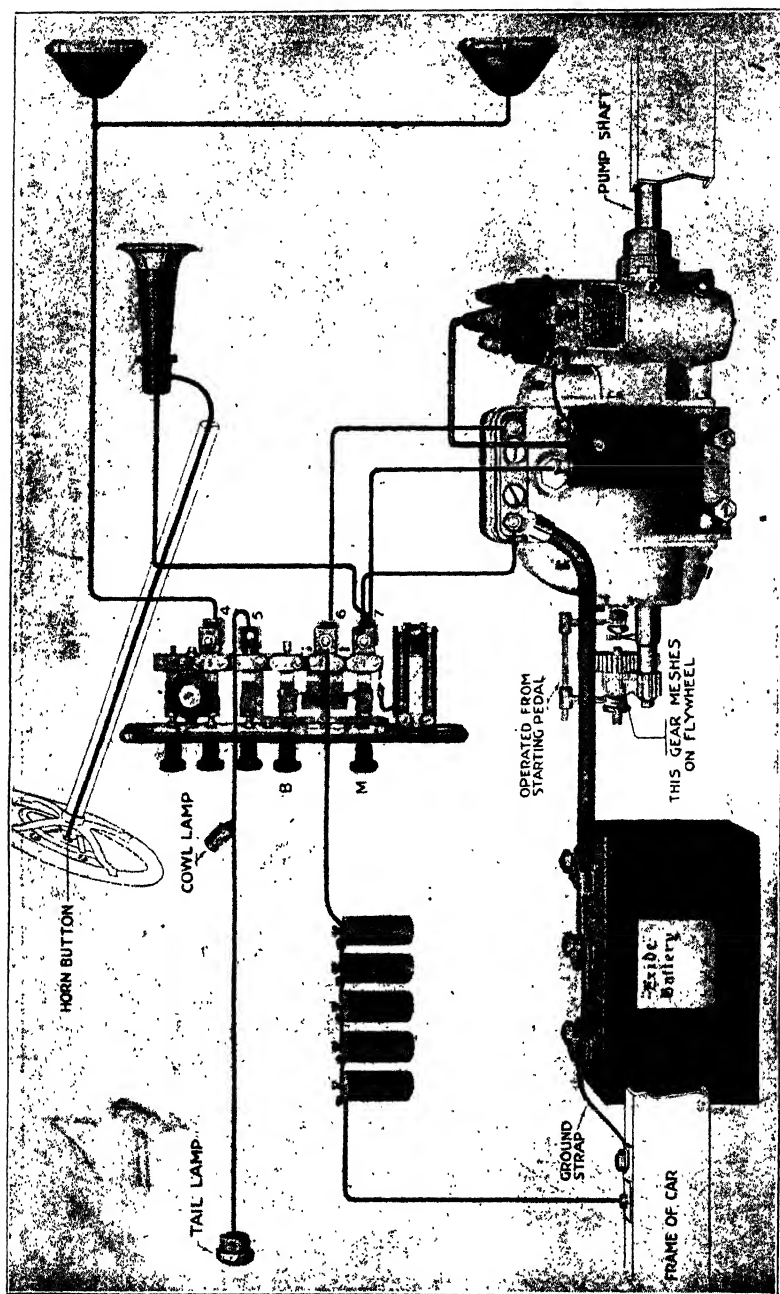 HORN BUTTON
COWL LAMP
TAIL LAMP
4
5
6
7
B
M
PUMP SHAFT
OPERATED FROM
STARTING PEDAL
THIS GEAR MESHES
ON FLYWHEEL
Exide
Battery
GROUND
STRAP
FRAME OF CAR